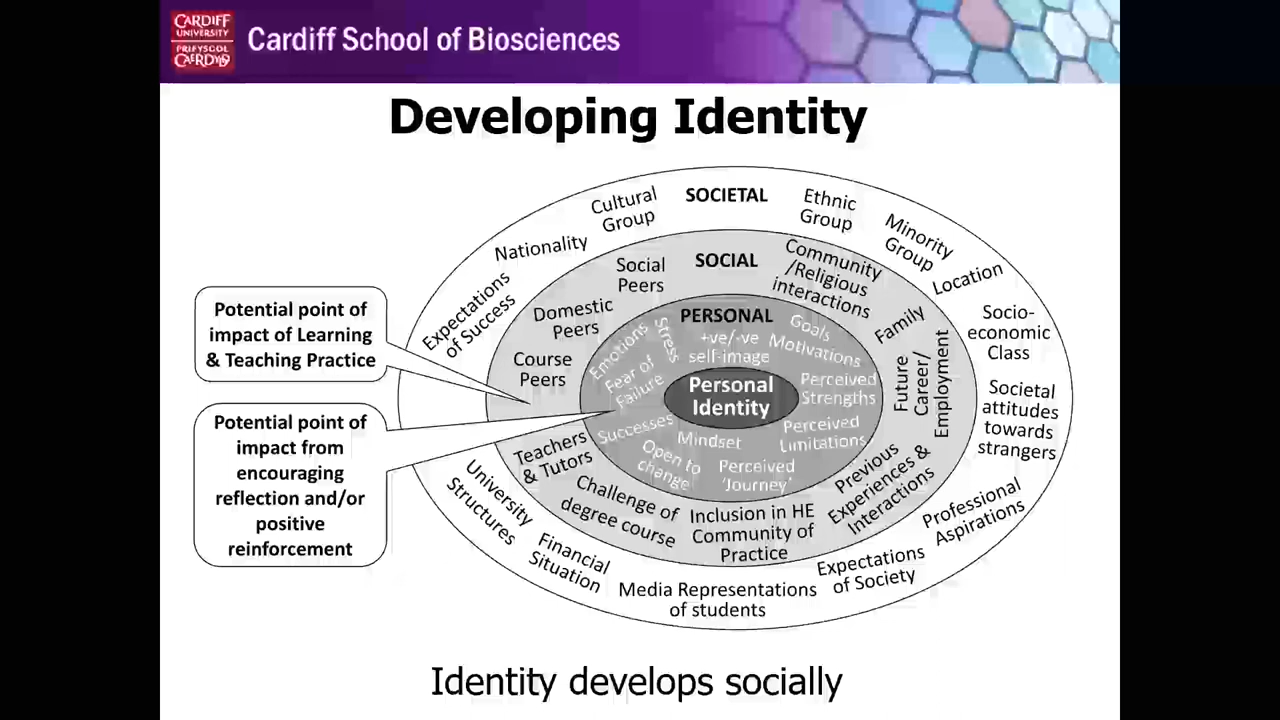 CARDIFF
UNIVERSITY
PRIFYSGOL
CAERDYDD
Cardiff School of Biosciences
Developing Identity
SOCIETAL
Cultural
Group
Ethnic
Group
Minority
Group
Nationality
Location
Expectations
of Success
Socio-
economic
Class
Societal
attitudes
towards
strangers
Professional
Aspirations
Expectations
of Society
Media Representations
of students
Financial
Situation
University
Structures
SOCIAL
Social
Peers
Community
/Religious
interactions
Domestic
Peers
Family
Course
Peers
Future
Career/
Employment
Teachers
& Tutors
Previous
Experiences &
Interactions
Challenge of
degree course
Inclusion in HE
Community of
Practice
PERSONAL
Emotions
Stress
+ve/-ve
self-image
Goals
Motivations
Fear of
Failure
Perceived
Strengths
Successes
Mindset
Perceived
Limitations
Open to
change
Perceived
'Journey'
Personal
Identity
Potential point of
impact of Learning
& Teaching Practice
Potential point of
impact from
encouraging
reflection and/or
positive
reinforcement
Identity develops socially